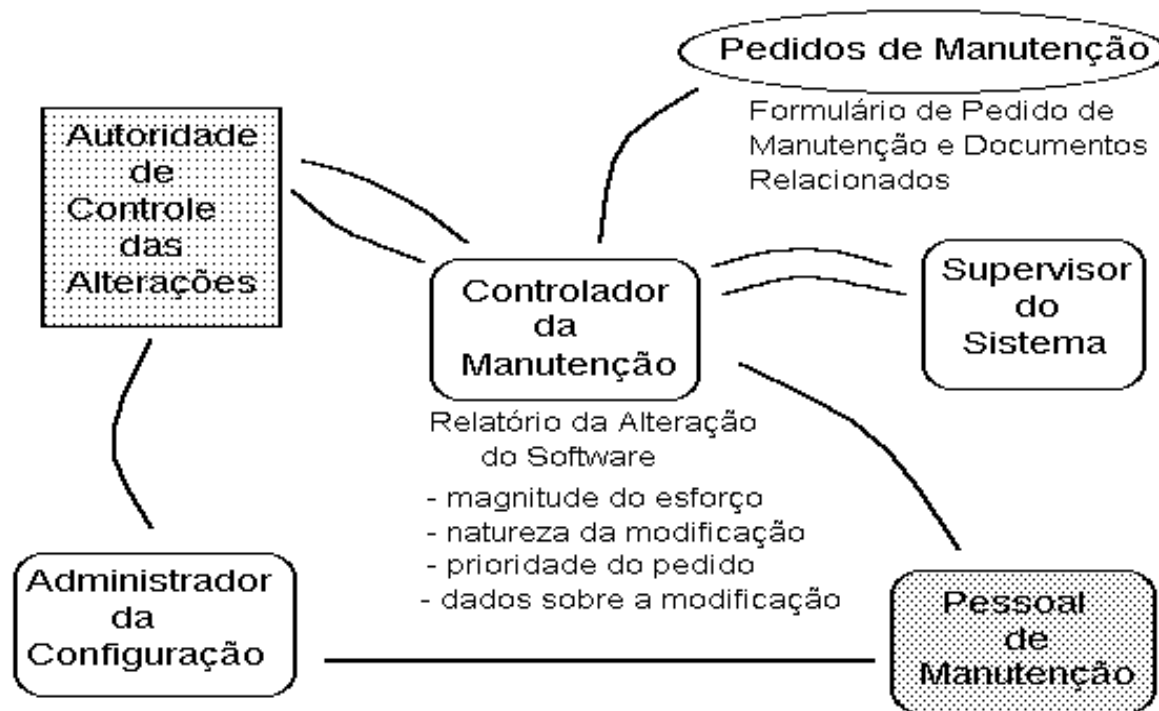 Pedidos de Manutenção
Formulário de Pedido de
Manutenção e Documentos
Relacionados
Autoridade
de
Controle
das
Alterações
Controlador
da
Manutenção
Supervisor
do
Sistema
Relatório da Alteração
do Software
- magnitude do esforço
- natureza da modificação
- prioridade do pedido
- dados sobre a modificação
Administrador
da
Configuração
Pessoal
de
Manutenção